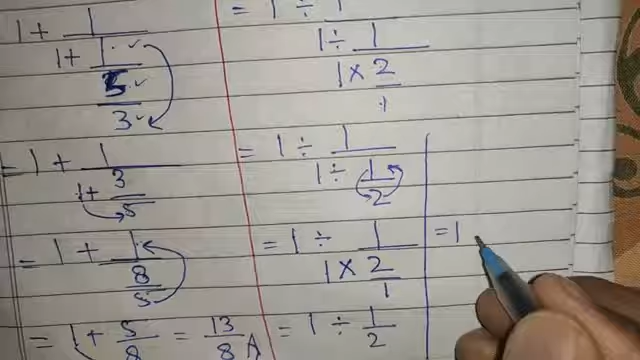 1 + 1
1 + 1
5
3
= 1 + 1
1 + 3
5
= 1 + 1
8
5
= 1 + 5/8 = 13/8 A
= 1 ÷ 1
1 ÷ 1
1 × 2
1
= 1 ÷ 1
1 ÷ 1
2
= 1 ÷ 1
1 × 2
1
= 1 ÷ 1/2
= 1